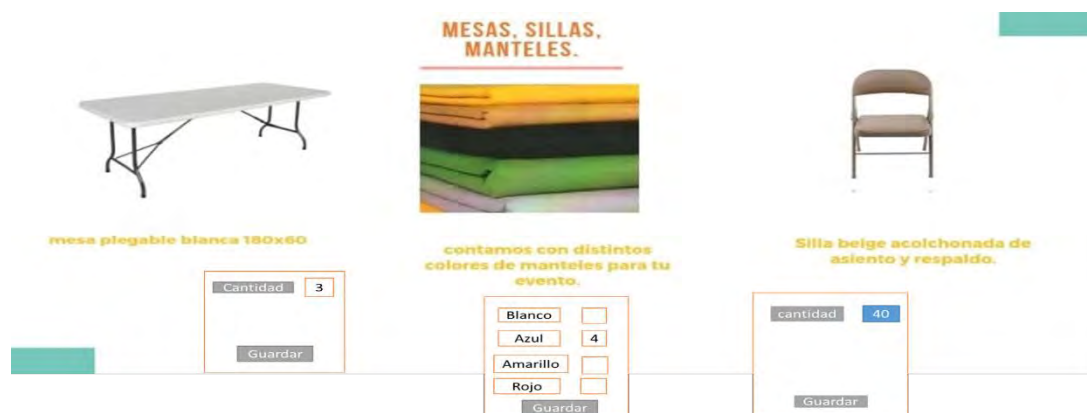 MESAS, SILLAS,
MANTELES.
mesa plegable blanca 180x60
Cantidad 3
Guardar
contamos con distintos
colores de manteles para tu
evento.
Blanco
Azul 4
Amarillo
Rojo
Guardar
Silla beige acolchonada de
asiento y respaldo.
cantidad 40
Guardar